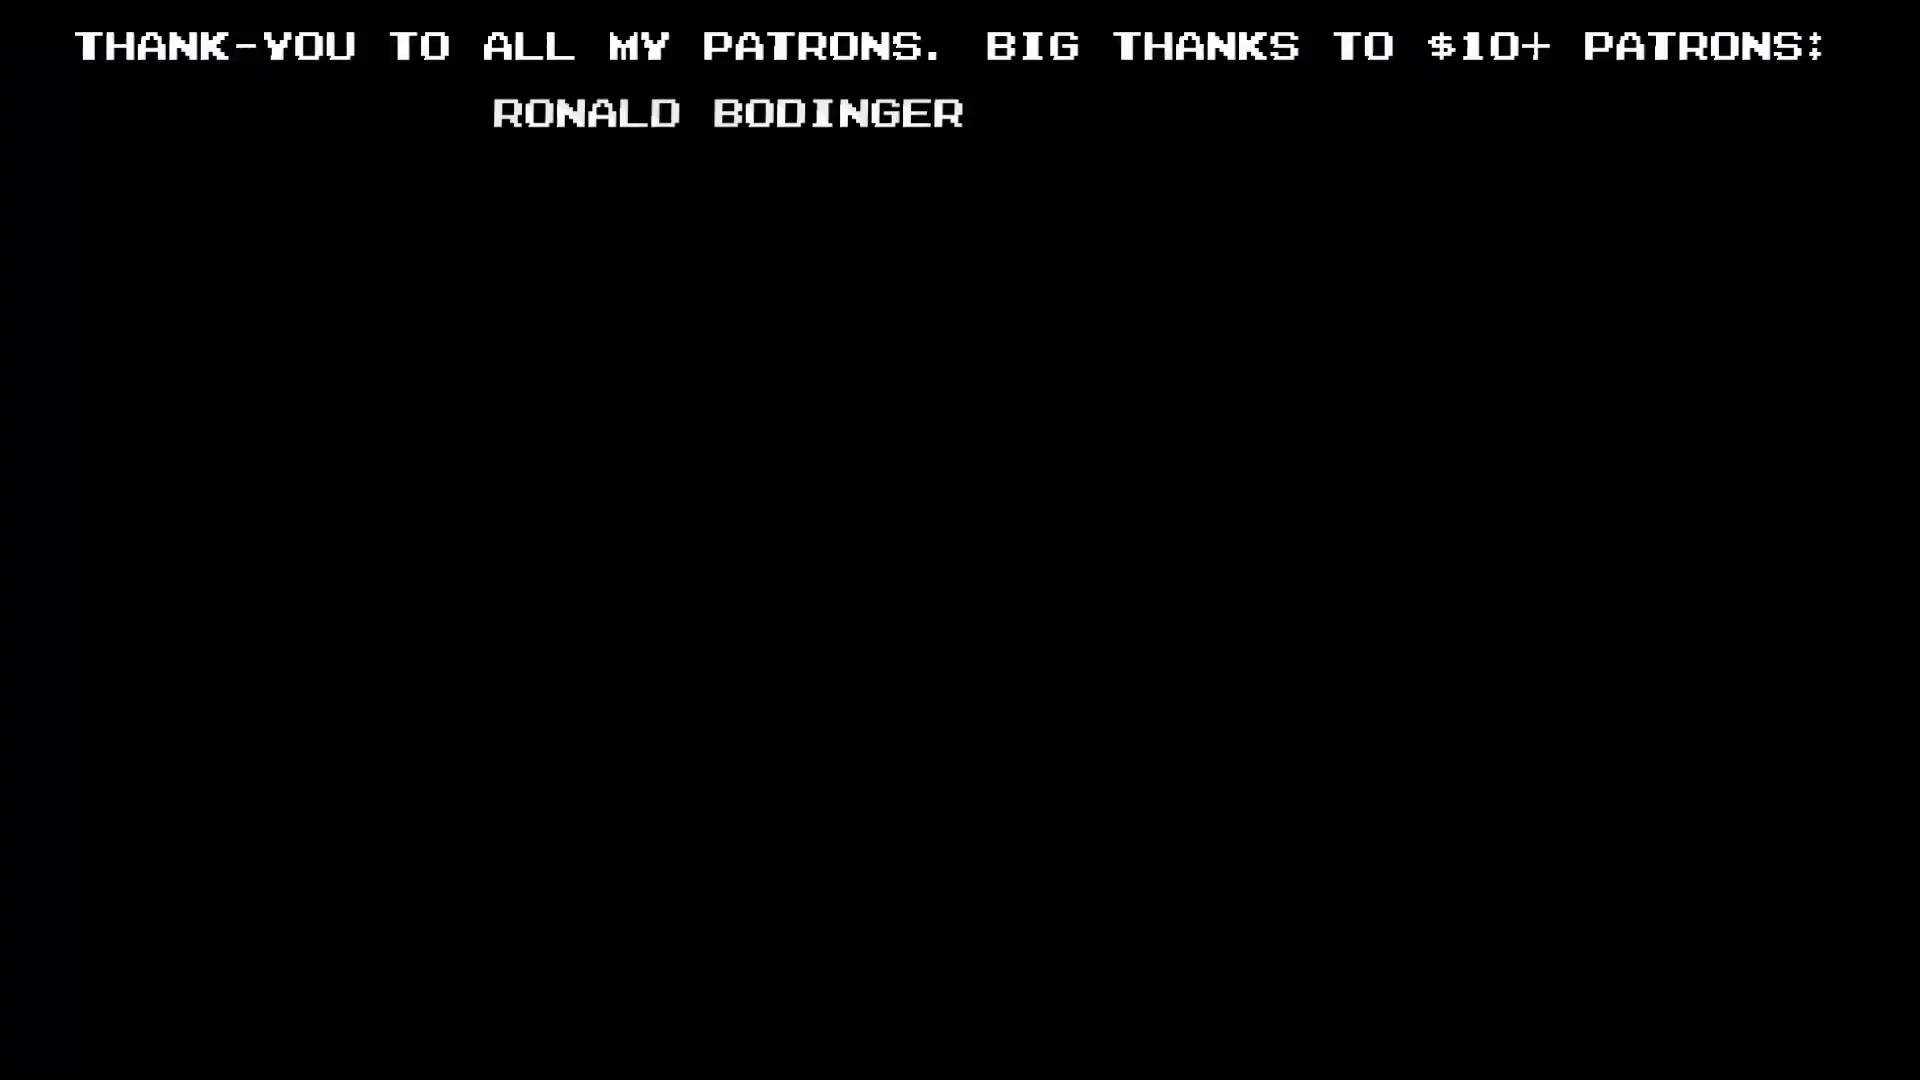 THANK-YOU TO ALL MY PATRONS. BIG THANKS TO $10+ PATRONS:
RONALD BODINGER